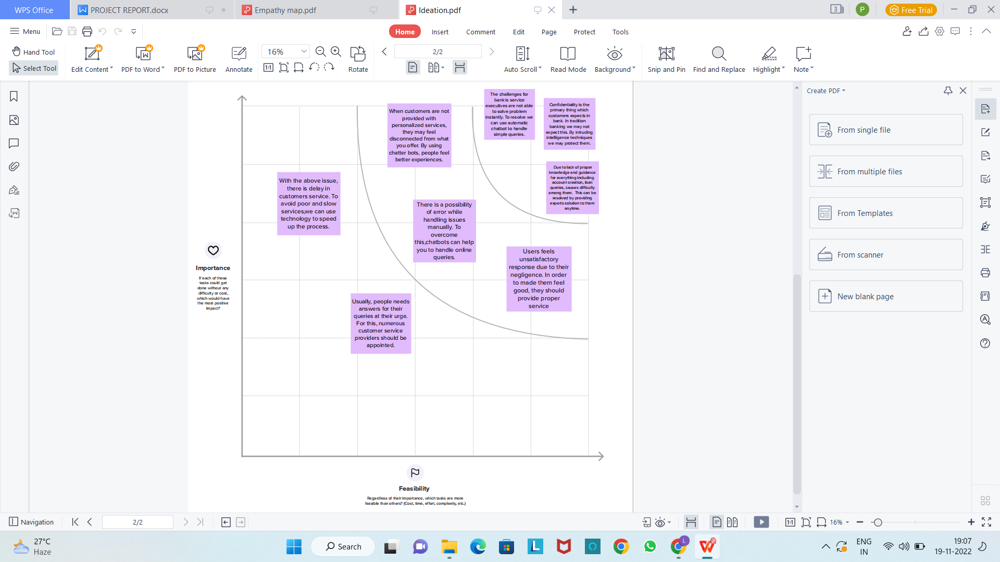 WPS Office
PROJECT REPORT.docx
Empathy map.pdf
Ideation.pdf
3
P
Free Trial
Menu
Home
Insert
Comment
Edit
Page
Protect
Tools
Hand Tool
Select Tool
Edit Content
PDF to Word
PDF to Picture
Annotate
16%
1:1
Rotate
2/2
Auto Scroll
Read Mode
Background
Snip and Pin
Find and Replace
Highlight
Note
The challenges for
bank is service
executives are not able
to solve problem
instantly. To resolve we
can use automatic
chatbot to handle
simple queries.
Confidentiality is the
primary thing which
customers expects in
bank. In tradition
banking we may not
expect this. By intruding
intelligence techniques
we may protect them.
When customers are not
provided with
personalized services,
they may feel
disconnected from what
you offer. By using
chatter bots, people feel
better experiences.
Due to lack of proper
knowledge and guidance
for everything including
account creation, loan
queries, causes difficulty
among them. This can be
resolved by providing
experts solution to them
anytime.
With the above issue,
there is delay in
customers service. To
avoid poor and slow
services,we can use
technology to speed
up the process.
There is a possibility
of error while
handling issues
manually. To
overcome
this,chatbots can help
you to handle online
queries.
Users feels
unsatisfactory
response due to their
negligence. In order
to made them feel
good, they should
provide proper
service
Usually, people needs
answers for their
queries at their urge.
For this, numerous
customer service
providers should be
appointed.
Importance
If each of these
tasks could get
done without any
difficulty or cost,
which would have
the most positive
impact?
Feasibility
Regardless of their importance, which tasks are more
feasible than others? (Cost, time, effort, complexity, etc.)
Create PDF
From single file
From multiple files
From Templates
From scanner
New blank page
Navigation
2/2
1:1
16%
27°C
Haze
Search
L
ENG
IN
19:07
19-11-2022